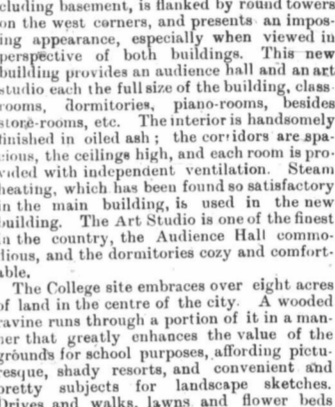 cluding basement, is flanked by round towers
on the west corners, and presents an impos-
ing appearance, especially when viewed in
perspective of both buildings. This new
building provides an audience hall and an art
studio each the full size of the building, class
rooms, dormitories, piano-rooms, besides
store-rooms, etc. The interior is handsomely
finished in oiled ash; the corridors are spa-
cious, the ceilings high, and each room is pro-
vided with independent ventilation. Steam
heating, which has been found so satisfactory
in the main building, is used in the new
building. The Art Studio is one of the finest
in the country, the Audience Hall commo-
dious, and the dormitories cozy and comfort-
able.
The College site embraces over eight acres
of land in the centre of the city. A wooded
ravine runs through a portion of it in a man-
ner that greatly enhances the value of the
grounds for school purposes, affording pictu-
resque, shady resorts, and convenient and
pretty subjects for landscape sketches.
Drives and walks, lawns and flower beds